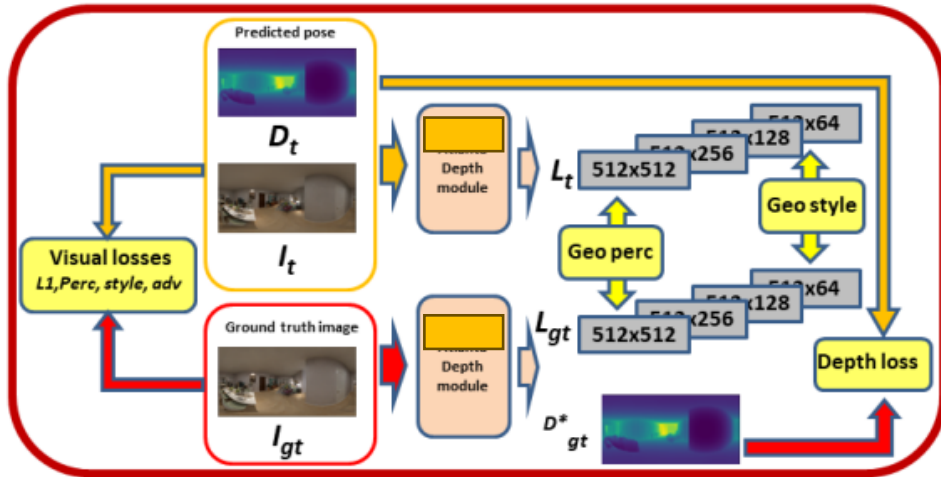 Predicted pose
D_t
I_t
Depth
module
L_t
512x512
512x256
512x128
512x64
Geo perc
Geo style
Visual losses
L1,Perc, style, adv
Ground truth image
I_gt
Depth
module
L_gt
512x512
512x256
512x128
512x64
Depth loss
D*_gt